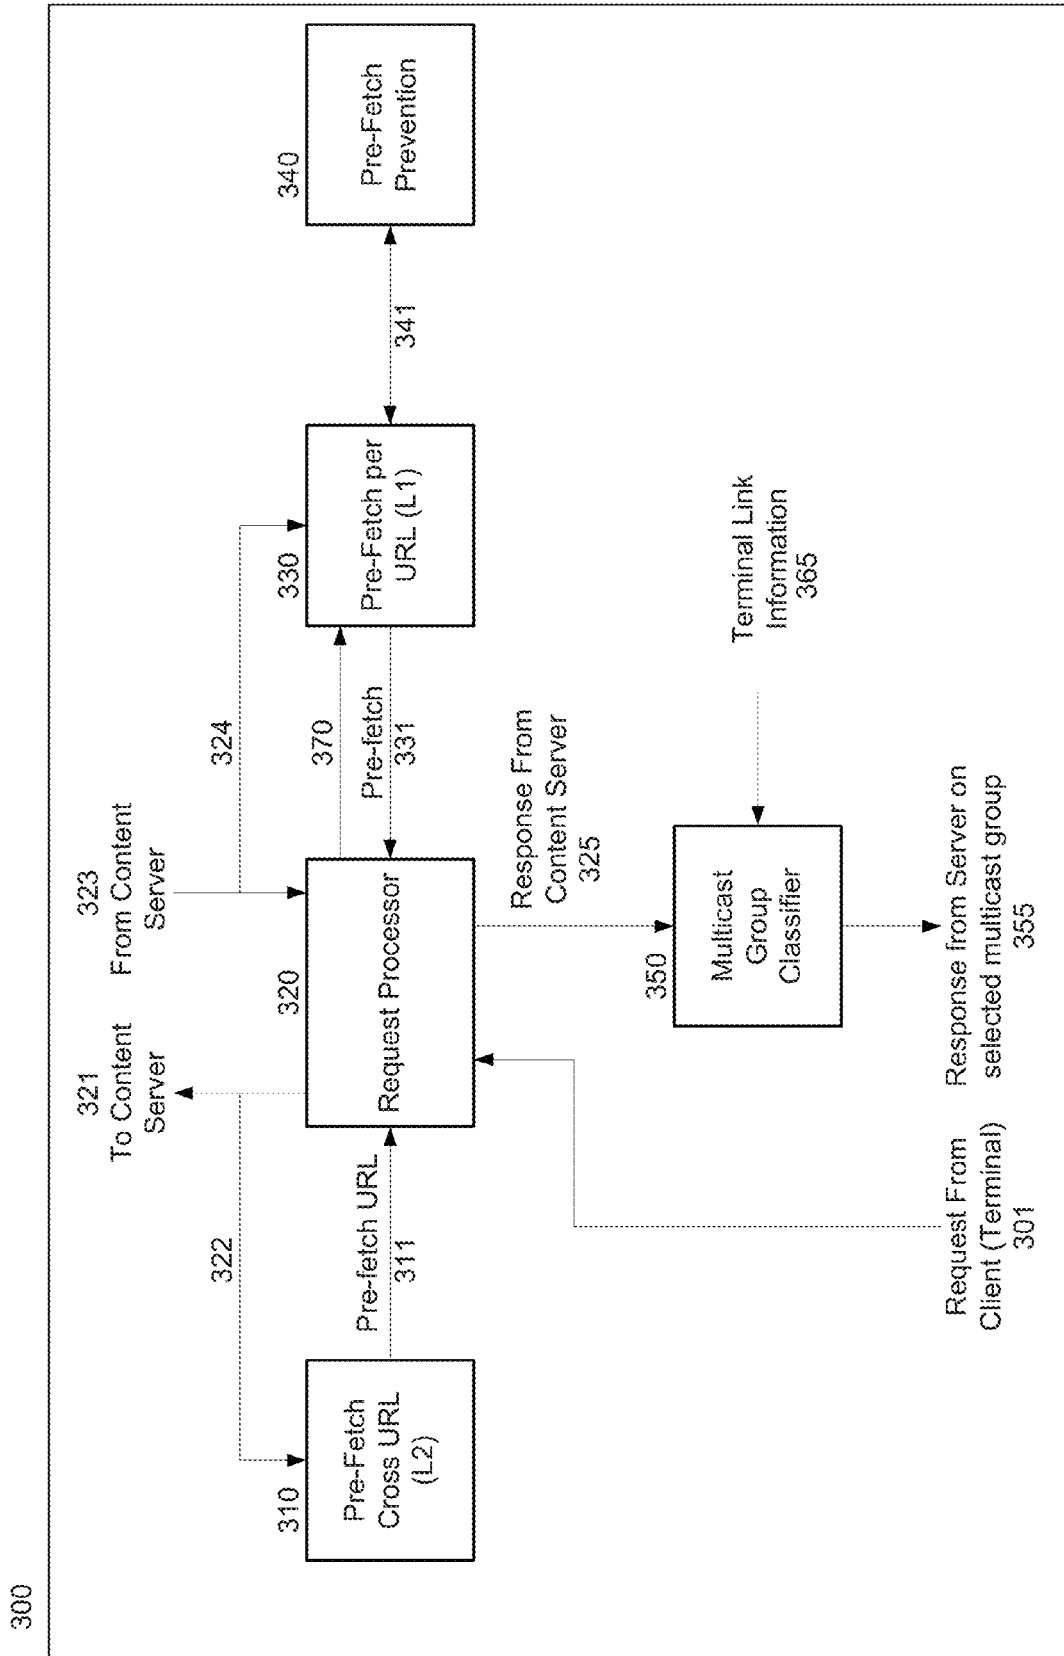 300
321
To Content
Server
323
From Content
Server
322
324
310
Pre-Fetch
Cross URL
(L2)
Pre-fetch URL
311
320
Request Processor
370
Pre-fetch
331
330
Pre-Fetch per
URL (L1)
341
340
Pre-Fetch
Prevention
Response From
Content Server
325
350
Multicast
Group
Classifier
Terminal Link
Information
365
Request From
Client (Terminal)
301
Response from Server on
selected multicast group
355